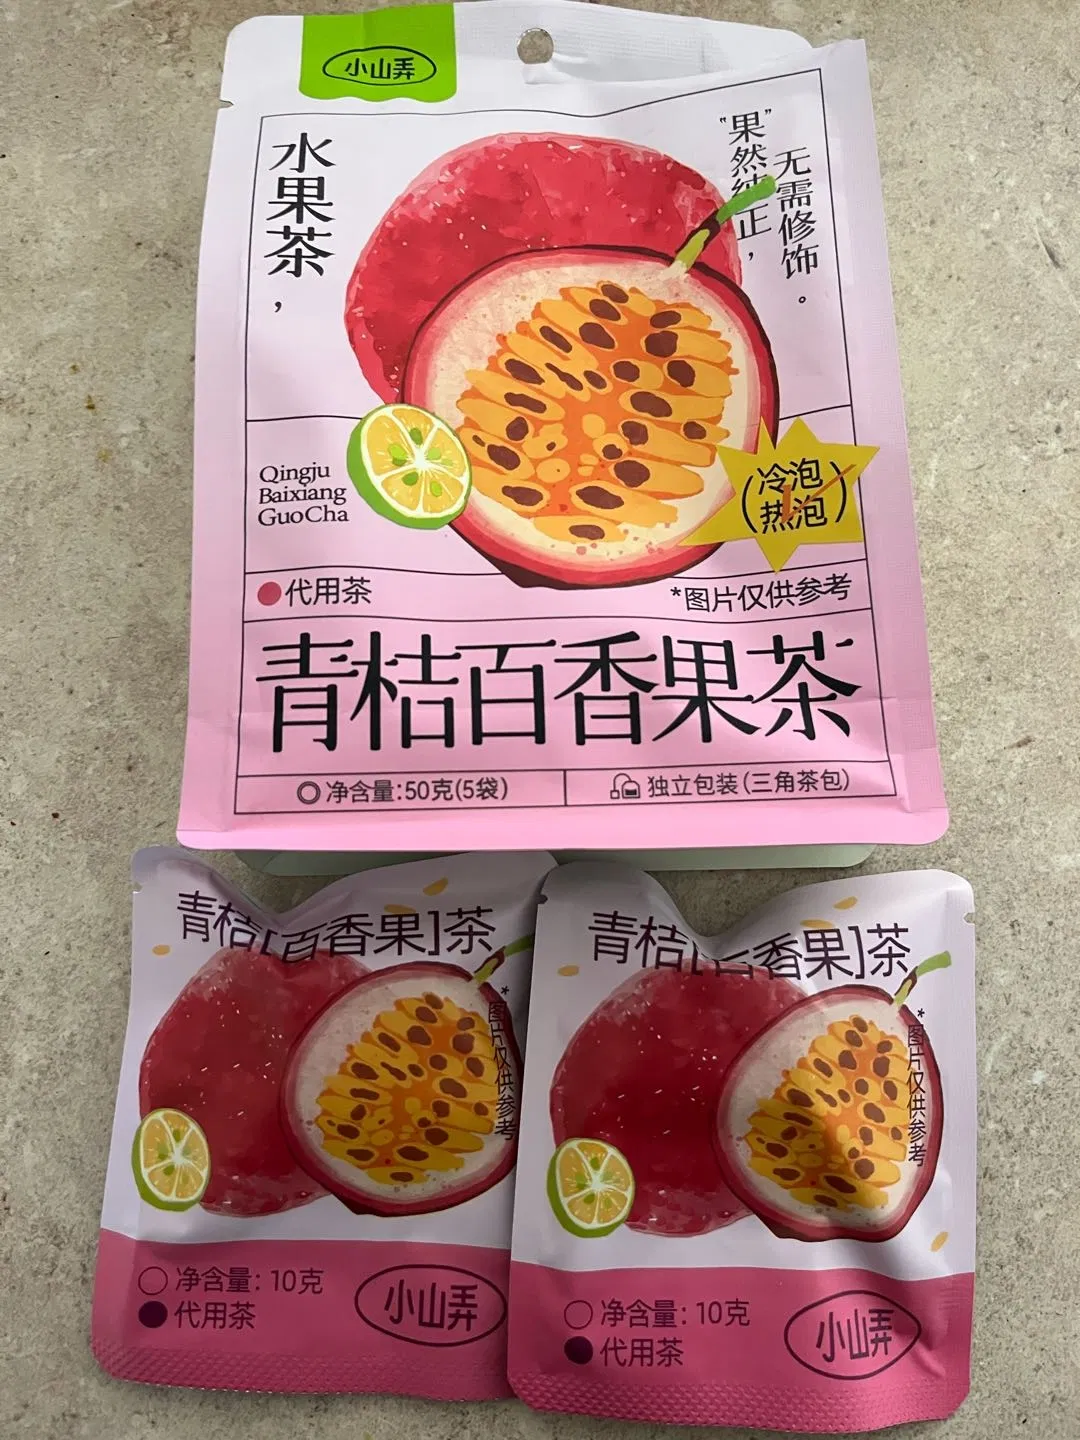 小山弄
水果茶，
“果然纯正，
无需修饰。
Qingju
Baixiang
GuoCha
(冷泡
热泡)
代用茶
*图片仅供参考
青桔百香果茶
净含量:50克(5袋)
独立包装(三角茶包)
青桔[百香果]茶
*图片仅供参考
净含量: 10克
代用茶
小山弄
青桔[百香果]茶
*图片仅供参考
净含量: 10克
代用茶
小山弄